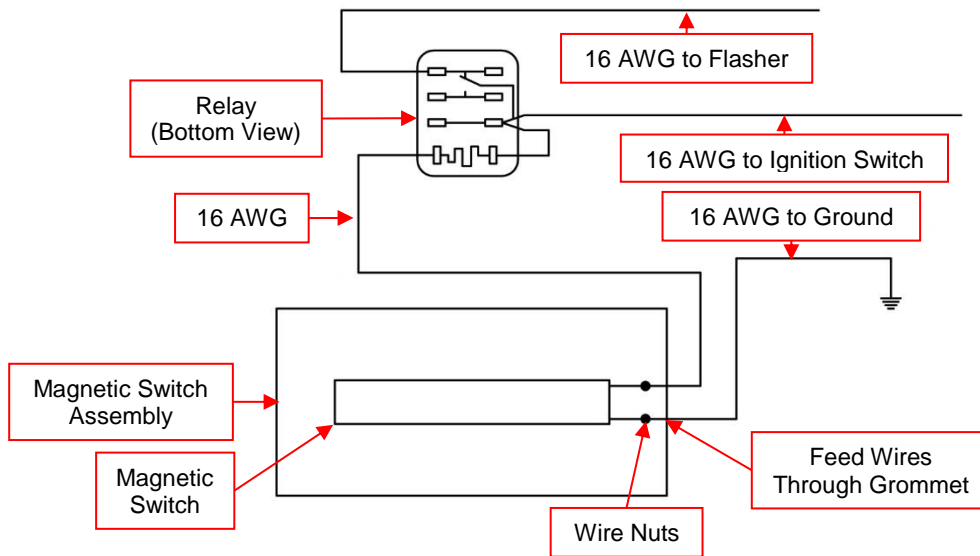 16 AWG to Flasher
Relay
(Bottom View)
16 AWG to Ignition Switch
16 AWG
16 AWG to Ground
Magnetic Switch
Assembly
Magnetic
Switch
Feed Wires
Through Grommet
Wire Nuts